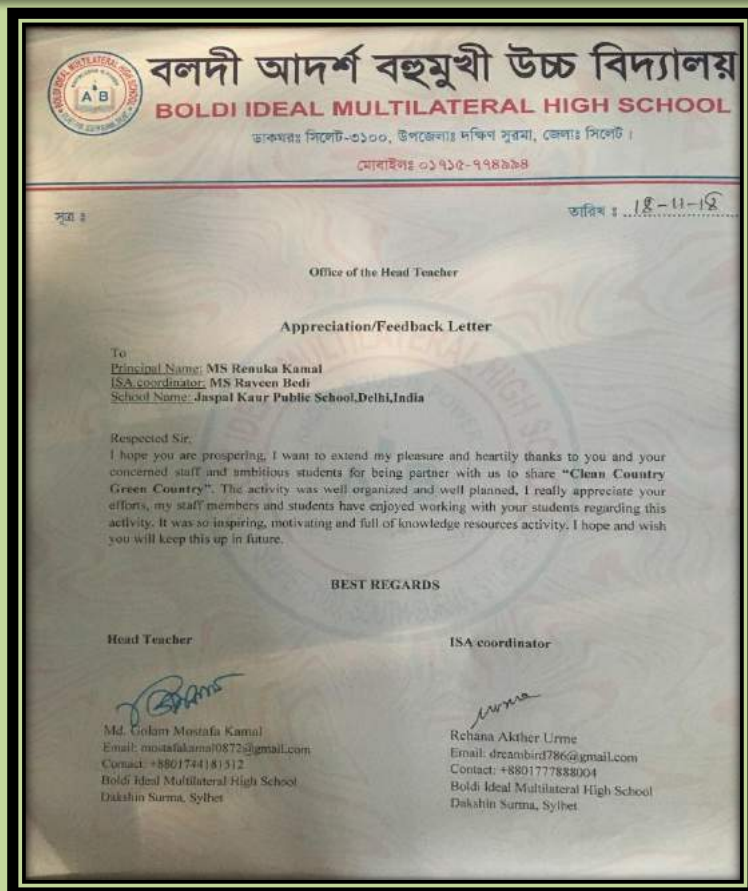 বলদী আদর্শ বহুমুখী উচ্চ বিদ্যালয়
A B
BOLDI IDEAL MULTILATERAL HIGH SCHOOL
ডাকঘরঃ সিলেট-৩১০০, উপজেলাঃ দক্ষিণ সুরমা, জেলাঃ সিলেট ।
মোবাইলঃ ০১৭১৫-৭৭৪৯৯৪
সূত্র ঃ
তারিখ ঃ 18-11-18
Office of the Head Teacher
Appreciation/Feedback Letter
To
Principal Name: MS Renuka Kamal
ISA coordinator: MS Raveen Bedi
School Name: Jaspal Kaur Public School,Delhi,India
Respected Sir,
I hope you are prospering, I want to extend my pleasure and heartily thanks to you and your
concerned staff and ambitious students for being partner with us to share “Clean Country
Green Country”. The activity was well organized and well planned, I really appreciate your
efforts, my staff members and students have enjoyed working with your students regarding this
activity. It was so inspiring, motivating and full of knowledge resources activity. I hope and wish
you will keep this up in future.
BEST REGARDS
Head Teacher
ISA coordinator
Md. Golam Mostafa Kamal
Email: mostafakamal0872@gmail.com
Contact: +8801744181512
Boldi Ideal Multilateral High School
Dakshin Surma, Sylhet
Rehana Akther Urme
Email: dreambird786@gmail.com
Contact: +8801777888004
Boldi Ideal Multilateral High School
Dakshin Surma, Sylhet